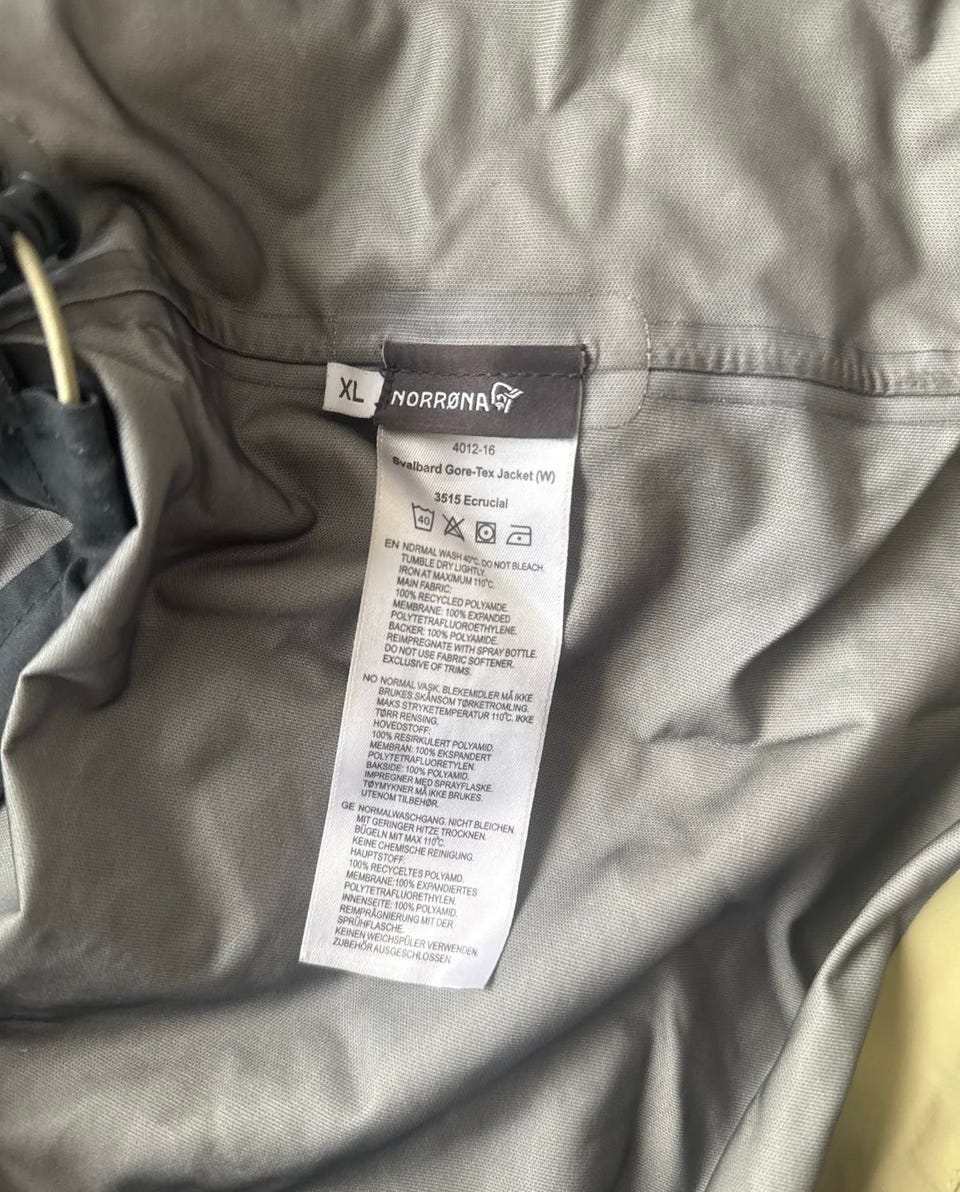 XL
NORRØNA
4012-16
Svalbard Gore-Tex Jacket (W)
3515 Ecrucial
40
EN NORMAL WASH 40°C. DO NOT BLEACH.
TUMBLE DRY LIGHTLY.
IRON AT MAXIMUM 110°C.
MAIN FABRIC:
100% RECYCLED POLYAMDE.
MEMBRANE: 100% EXPANDED
POLYTETRAFLUOROETHYLENE.
BACKER: 100% POLYAMIDE.
REIMPREGNATE WITH SPRAY BOTTLE.
DO NOT USE FABRIC SOFTENER.
EXCLUSIVE OF TRIMS.
NO NORMAL VASK. BLEKEMIDLER MÅ IKKE
BRUKES. SKÅNSOM TØRKETROMLING.
MAKS STRYKETEMPERATUR 110°C. IKKE
TØRR RENSING.
HOVEDSTOFF:
100% RESIRKULERT POLYAMID.
MEMBRAN: 100% EKSPANDERT
POLYTETRAFLUORETYLEN.
BAKSIDE: 100% POLYAMID.
IMPREGNER MED SPRAYFLASKE.
TØYMYKNER MÅ IKKE BRUKES.
UTENOM TILBEHØR.
GE NORMALWASCHGANG. NICHT BLEICHEN.
MIT GERINGER HITZE TROCKNEN.
BÜGELN MIT MAX 110°C.
KEINE CHEMISCHE REINIGUNG.
HAUPTSTOFF:
100% RECYCELTES POLYAMD.
MEMBRANE: 100% EXPANDIERTES
POLYTETRAFLUORETHYLEN.
INNENSEITE: 100% POLYAMID.
REIMPRÄGNIERUNG MIT DER
SPRÜHFLASCHE.
KEINEN WEICHSPÜLER VERWENDEN.
ZUBEHÖR AUSGESCHLOSSEN